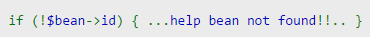 if (!$bean->id) { ...help bean not found!!.. }